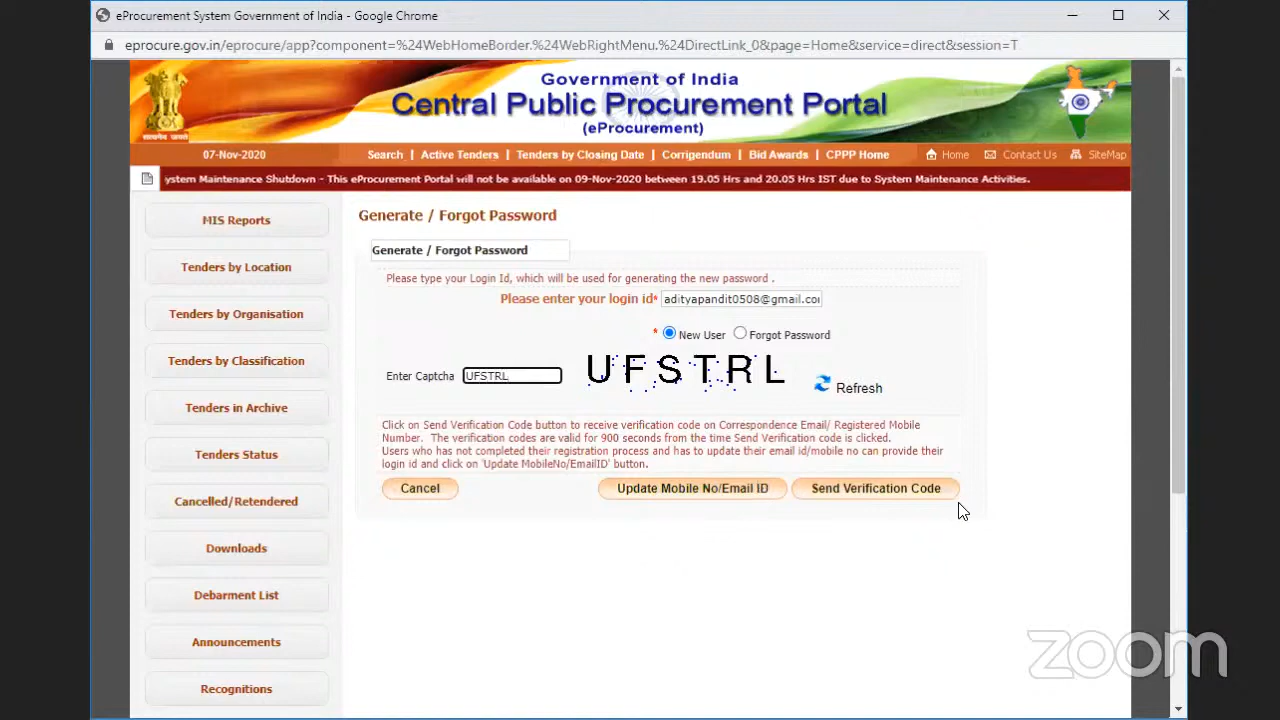 eProcurement System Government of India - Google Chrome
eprocure.gov.in/eprocure/app?component=%24WebHomeBorder.%24WebRightMenu.%24DirectLink_0&page=Home&service=direct&session=T
Government of India
Central Public Procurement Portal
(eProcurement)
सत्यमेव जयते
07-Nov-2020
Search | Active Tenders | Tenders by Closing Date | Corrigendum | Bid Awards | CPPP Home
Home Contact Us SiteMap
ystem Maintenance Shutdown - This eProcurement Portal will not be available on 09-Nov-2020 between 19.05 Hrs and 20.05 Hrs IST due to System Maintenance Activities.
MIS Reports
Tenders by Location
Tenders by Organisation
Tenders by Classification
Tenders in Archive
Tenders Status
Cancelled/Retendered
Downloads
Debarment List
Announcements
Recognitions
Generate / Forgot Password
Generate / Forgot Password
Please type your Login Id, which will be used for generating the new password .
Please enter your login id* adityapandit0508@gmail.co
* New User Forgot Password
Enter Captcha UFSTRL UFSTRL Refresh
Click on Send Verification Code button to receive verification code on Correspondence Email/ Registered Mobile
Number. The verification codes are valid for 900 seconds from the time Send Verification code is clicked.
Users who has not completed their registration process and has to update their email id/mobile no can provide their
login id and click on 'Update MobileNo/EmailID' button.
Cancel Update Mobile No/Email ID Send Verification Code
zoom